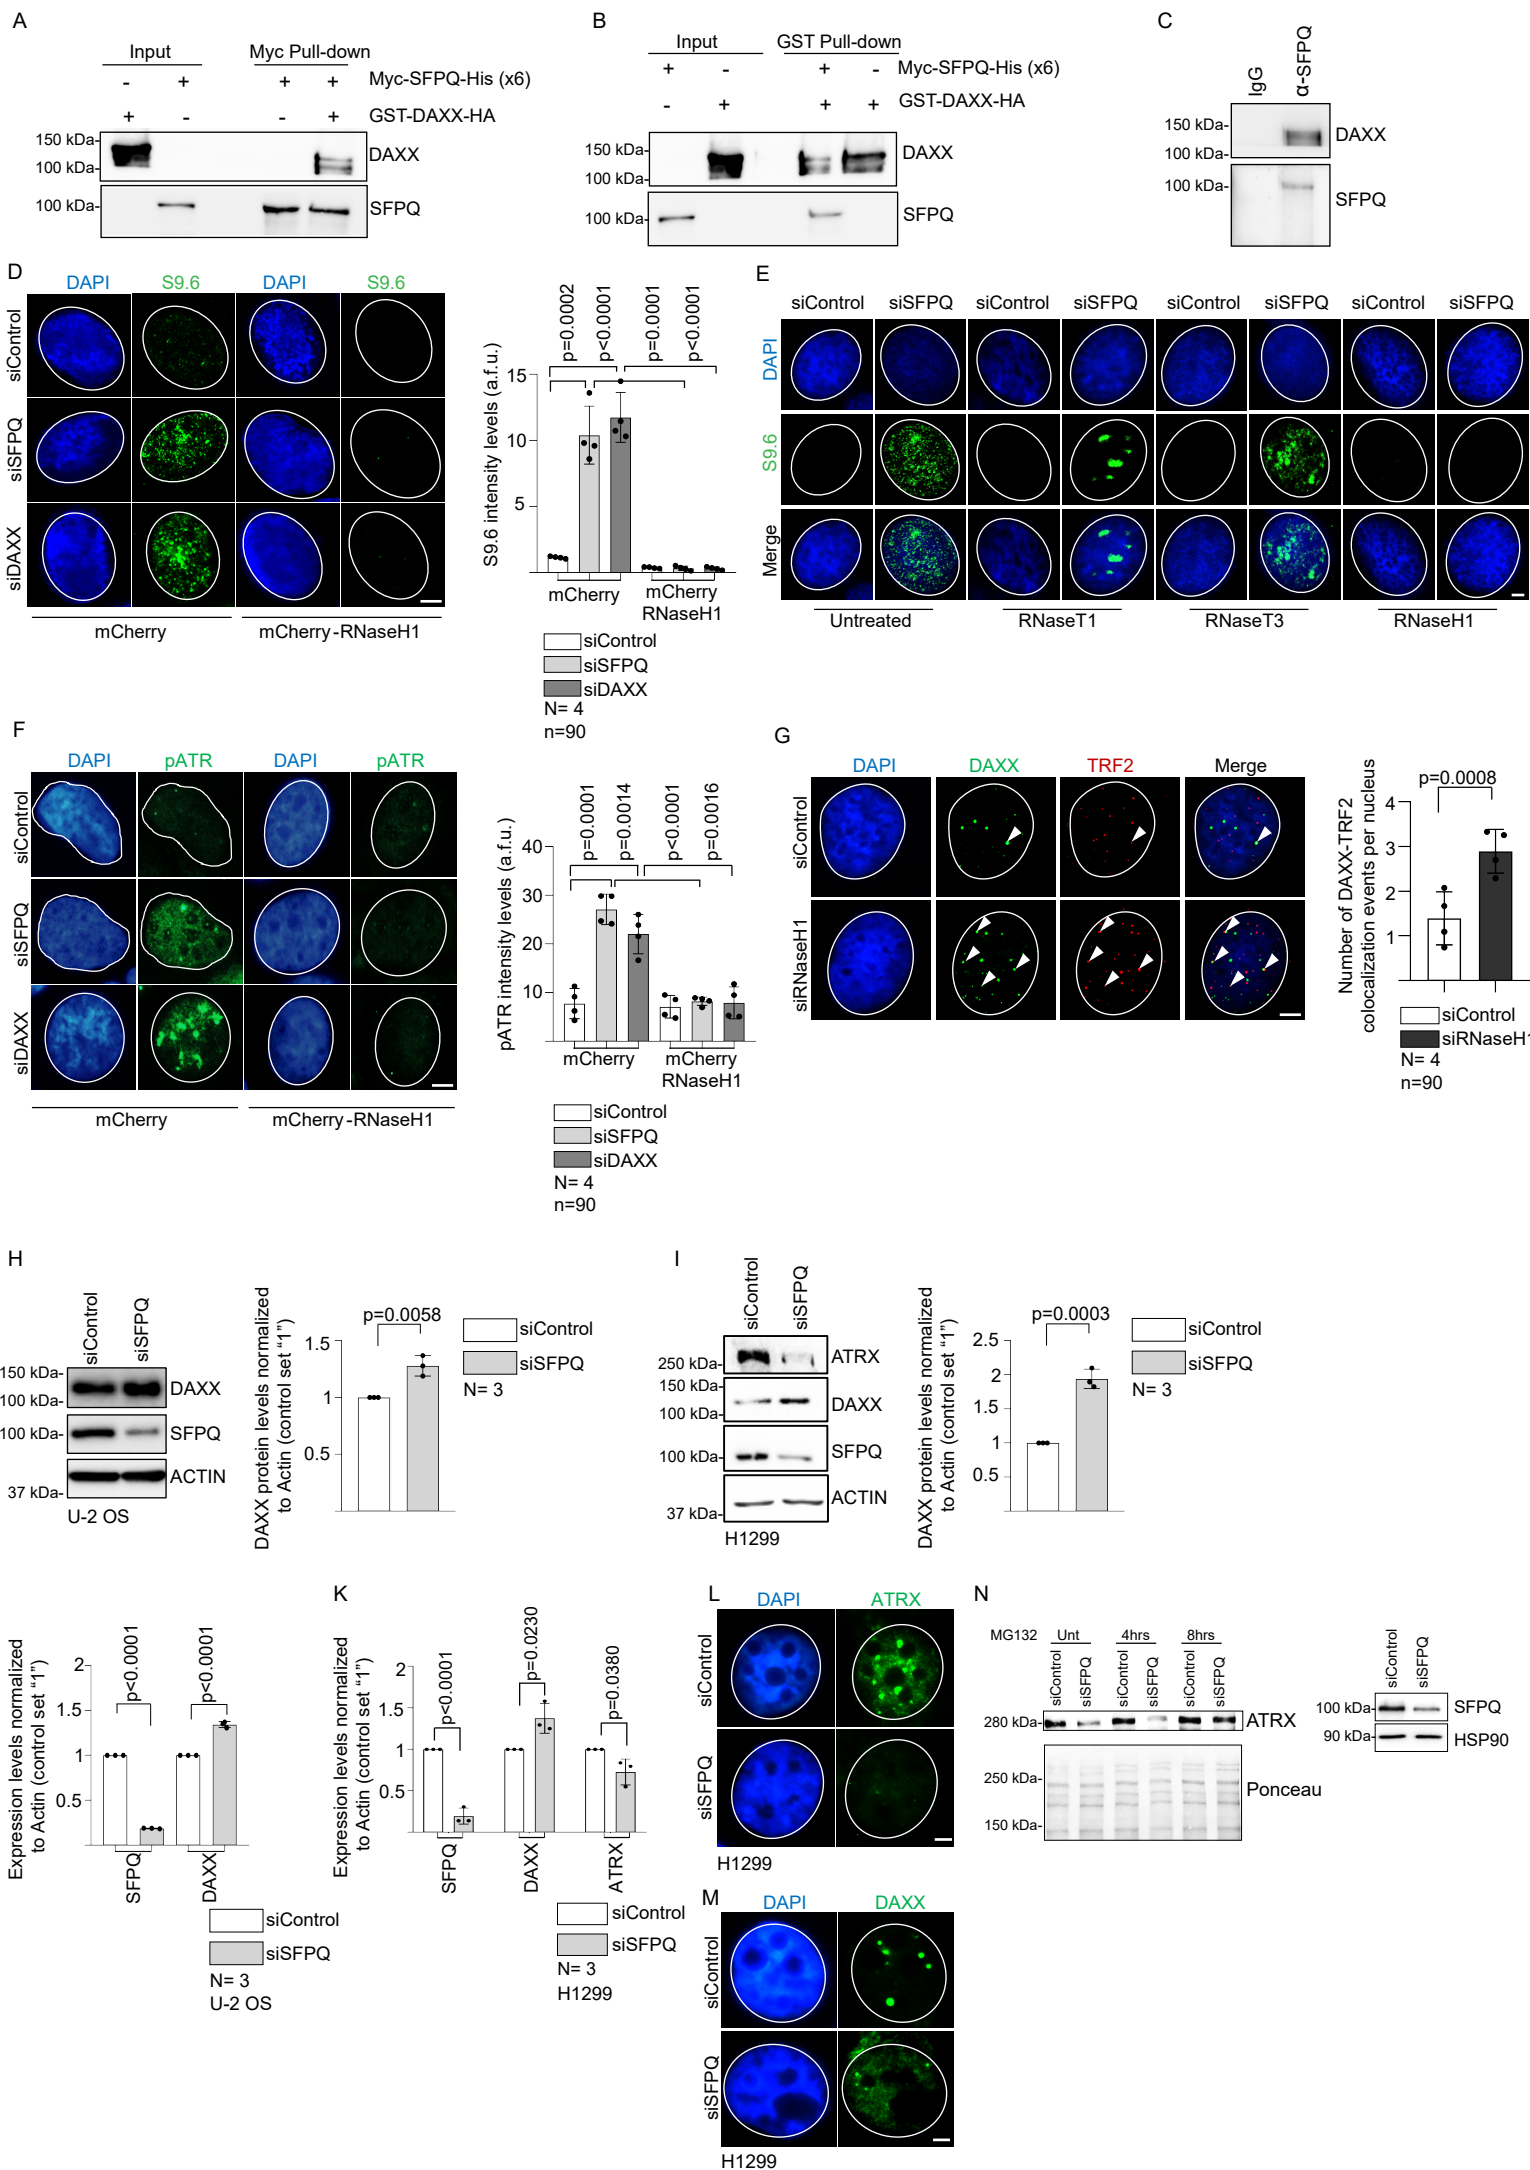 A
Input
Myc Pull-down
- + + + Myc-SFPQ-His (x6)
+ - - + GST-DAXX-HA
150 kDa-
100 kDa-
DAXX
100 kDa-
SFPQ
B
Input
GST Pull-down
+ - + - Myc-SFPQ-His (x6)
- + + + GST-DAXX-HA
150 kDa-
100 kDa-
DAXX
100 kDa-
SFPQ
C
IgG
α-SFPQ
150 kDa-
100 kDa-
DAXX
100 kDa-
SFPQ
D
DAPI S9.6 DAPI S9.6
siControl
siSFPQ
siDAXX
mCherry
mCherry-RNaseH1
p=0.0002
p<0.0001
p=0.0001
p<0.0001
S9.6 intensity levels (a.f.u.)
15
10
5
mCherry
mCherry
RNaseH1
siControl
siSFPQ
siDAXX
N= 4
n=90
E
siControl siSFPQ siControl siSFPQ siControl siSFPQ siControl siSFPQ
DAPI
S9.6
Merge
Untreated
RNaseT1
RNaseT3
RNaseH1
F
DAPI pATR DAPI pATR
siControl
siSFPQ
siDAXX
mCherry
mCherry-RNaseH1
p=0.0001
p=0.0014
p<0.0001
p=0.0016
pATR intensity levels (a.f.u.)
40
30
20
10
mCherry
mCherry
RNaseH1
siControl
siSFPQ
siDAXX
N= 4
n=90
G
DAPI DAXX TRF2 Merge
siControl
siRNaseH1
Number of DAXX-TRF2
colocalization events per nucleus
p=0.0008
4
3
2
1
siControl
siRNaseH1
N= 4
n=90
H
siControl
siSFPQ
150 kDa-
100 kDa-
DAXX
100 kDa-
SFPQ
37 kDa-
ACTIN
U-2 OS
DAXX protein levels normalized
to Actin (control set “1”)
p=0.0058
1.5
1
0.5
siControl
siSFPQ
N= 3
I
siControl
siSFPQ
250 kDa-
ATRX
150 kDa-
100 kDa-
DAXX
100 kDa-
SFPQ
37 kDa-
ACTIN
H1299
DAXX protein levels normalized
to Actin (control set “1”)
p=0.0003
2.5
2
1.5
1
0.5
siControl
siSFPQ
N= 3
Expression levels normalized
to Actin (control set “1”)
p<0.0001
p<0.0001
2
1.5
1
0.5
SFPQ
DAXX
siControl
siSFPQ
N= 3
U-2 OS
K
Expression levels normalized
to Actin (control set “1”)
p<0.0001
p=0.0230
p=0.0380
2
1.5
1
0.5
SFPQ
DAXX
ATRX
siControl
siSFPQ
N= 3
H1299
L
DAPI ATRX
siControl
siSFPQ
H1299
M
DAPI DAXX
siControl
siSFPQ
H1299
N
MG132 Unt 4hrs 8hrs
siControl siSFPQ siControl siSFPQ siControl siSFPQ
280 kDa-
ATRX
250 kDa-
150 kDa-
Ponceau
siControl
siSFPQ
100 kDa-
SFPQ
90 kDa-
HSP90